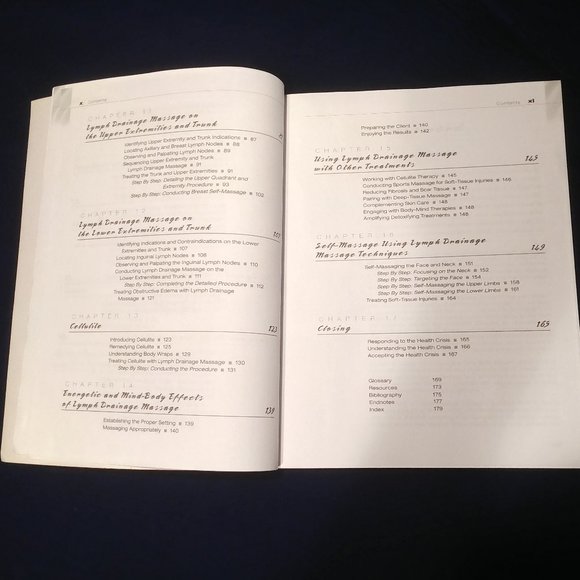 x Contents
CHAPTER 11
Lymph Drainage Massage on
the Upper Extremities and Trunk
Identifying Upper Extremity and Trunk Indications ■ 87
Locating Axillary and Breast Lymph Nodes ■ 88
Observing and Palpating Lymph Nodes ■ 89
Sequencing Upper Extremity and Trunk
Lymph Drainage Massage ■ 91
Treating the Trunk and Upper Extremities ■ 91
Step By Step: Detailing the Upper Quadrant and
Extremity Procedure ■ 93
Step By Step: Conducting Breast Self-Massage ■ 102
CHAPTER
Lymph Drainage Massage on
the Lower Extremities and Trunk 107
Identifying Indications and Contraindications on the Lower
Extremities and Trunk ■ 107
Locating Inguinal Lymph Nodes ■ 108
Observing and Palpating the Inguinal Lymph Nodes ■ 110
Conducting Lymph Drainage Massage on the
Lower Extremities and Trunk ■ 111
Step By Step: Completing the Detailed Procedure ■ 112
Treating Obstructive Edema with Lymph Drainage
Massage ■ 121
CHAPTER 13
Cellulite 123
Introducing Cellulite ■ 123
Remedying Cellulite ■ 125
Understanding Body Wraps ■ 129
Treating Cellulite with Lymph Drainage Massage ■ 130
Step By Step: Conducting the Procedure ■ 131
CHAPTER 14
Energetic and Mind-Body Effects
of Lymph Drainage Massage 139
Establishing the Proper Setting ■ 139
Massaging Appropriately ■ 140
Contents xi
Preparing the Client ■ 140
Enjoying the Results ■ 142
CHAPTER 15
Using Lymph Drainage Massage
with Other Treatments 145
Working with Cellulite Therapy ■ 145
Conducting Sports Massage for Soft-Tissue Injuries ■ 146
Reducing Fibrosis and Scar Tissue ■ 147
Pairing with Deep-Tissue Massage ■ 147
Complementing Skin Care ■ 148
Engaging with Body-Mind Therapies ■ 148
Amplifying Detoxifying Treatments ■ 148
CHAPTER 16
Self-Massage Using Lymph Drainage
Massage Techniques 149
Self-Massaging the Face and Neck ■ 151
Step By Step: Focusing on the Neck ■ 152
Step By Step: Targeting the Face ■ 154
Step By Step: Self-Massaging the Upper Limbs ■ 158
Step By Step: Self-Massaging the Lower Limbs ■ 161
Treating Soft-Tissue Injuries ■ 164
CHAPTER 17
Closing 165
Responding to the Health Crisis ■ 165
Understanding the Health Crisis ■ 166
Accepting the Health Crisis ■ 167
Glossary 169
Resources 173
Bibliography 175
Endnotes 177
Index 179